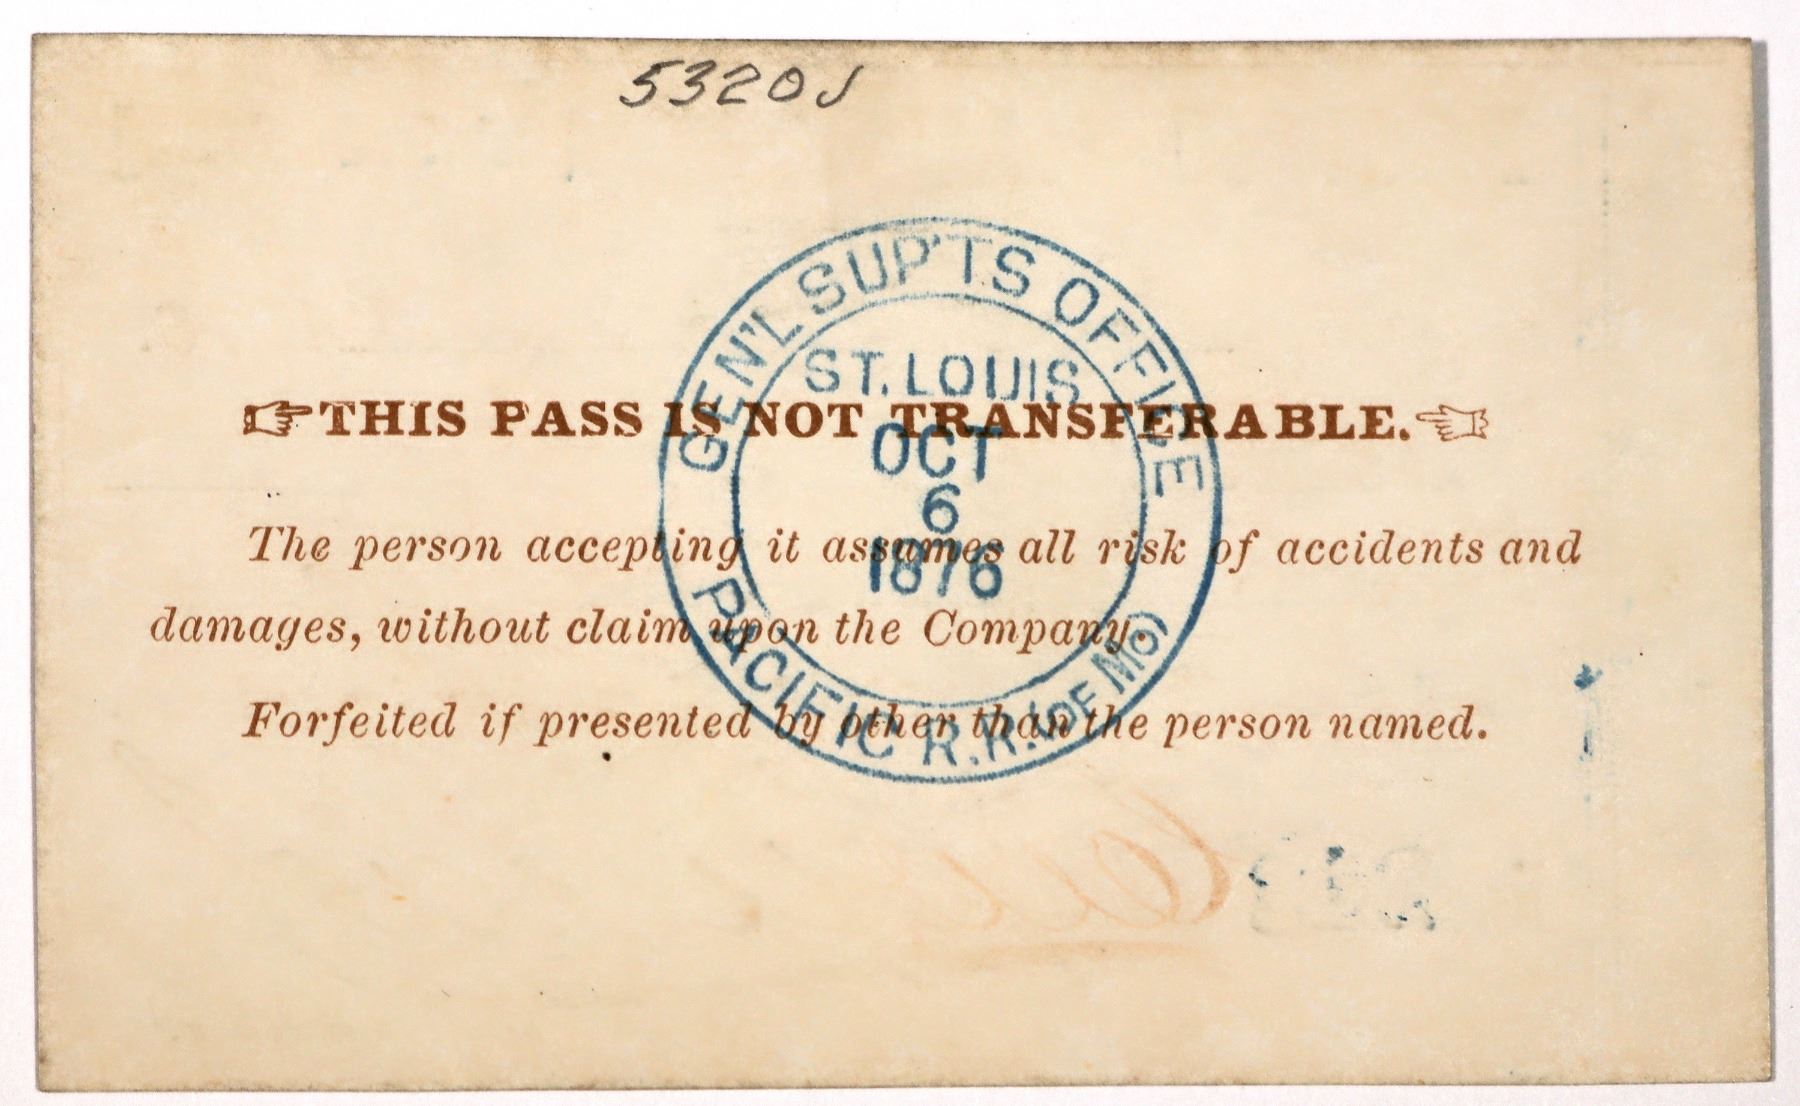 5320J
GEN'L SUP'TS OFFICE
ST. LOUIS
OCT
6
1876
PACIFIC R.R. (OF MO)
☞THIS PASS IS NOT TRANSFERABLE.☜
The person accepting it assumes all risk of accidents and
damages, without claim upon the Company.
Forfeited if presented by other than the person named.